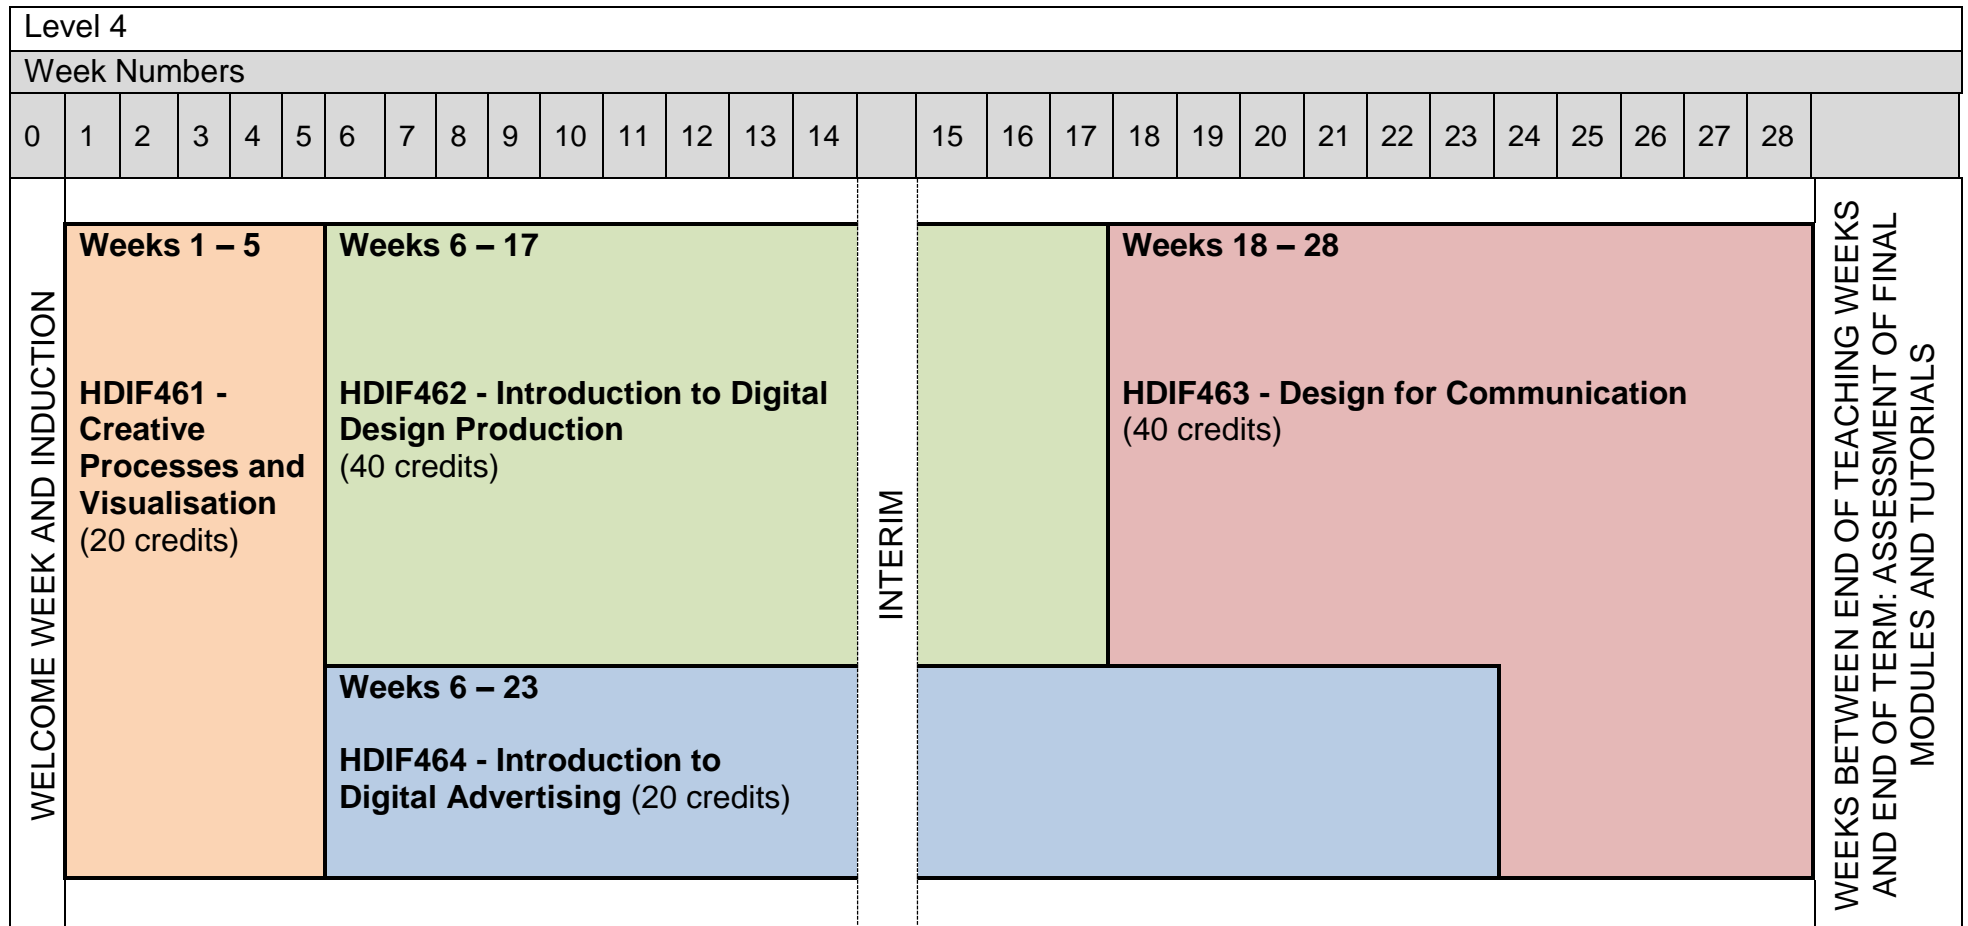 Level 4
Week Numbers
0 1 2 3 4 5 6 7 8 9 10 11 12 13 14 15 16 17 18 19 20 21 22 23 24 25 26 27 28
WELCOME WEEK AND INDUCTION
Weeks 1 – 5
HDIF461 -
Creative
Processes and
Visualisation
(20 credits)
Weeks 6 – 17
HDIF462 - Introduction to Digital
Design Production
(40 credits)
Weeks 6 – 23
HDIF464 - Introduction to
Digital Advertising (20 credits)
INTERIM
Weeks 18 – 28
HDIF463 - Design for Communication
(40 credits)
WEEKS BETWEEN END OF TEACHING WEEKS
AND END OF TERM: ASSESSMENT OF FINAL
MODULES AND TUTORIALS